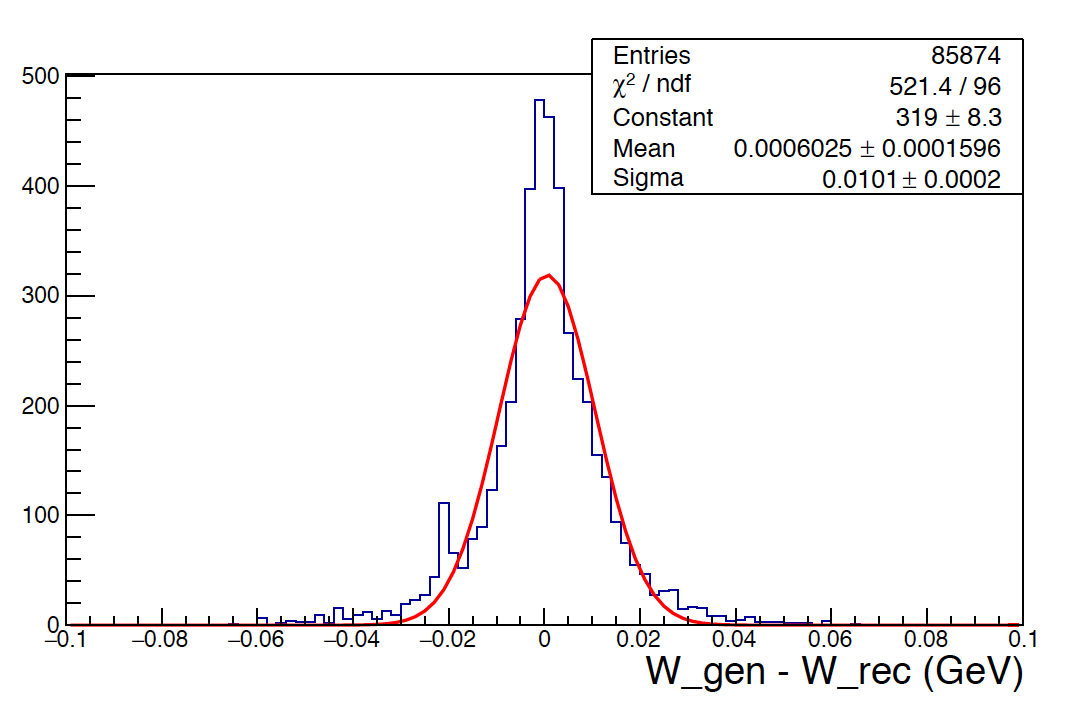 Entries 85874
χ² / ndf 521.4 / 96
Constant 319 ± 8.3
Mean 0.0006025 ± 0.0001596
Sigma 0.0101± 0.0002
500
400
300
200
100
0
−0.1 −0.08 −0.06 −0.04 −0.02 0 0.02 0.04 0.06 0.08 0.1
W_gen - W_rec (GeV)